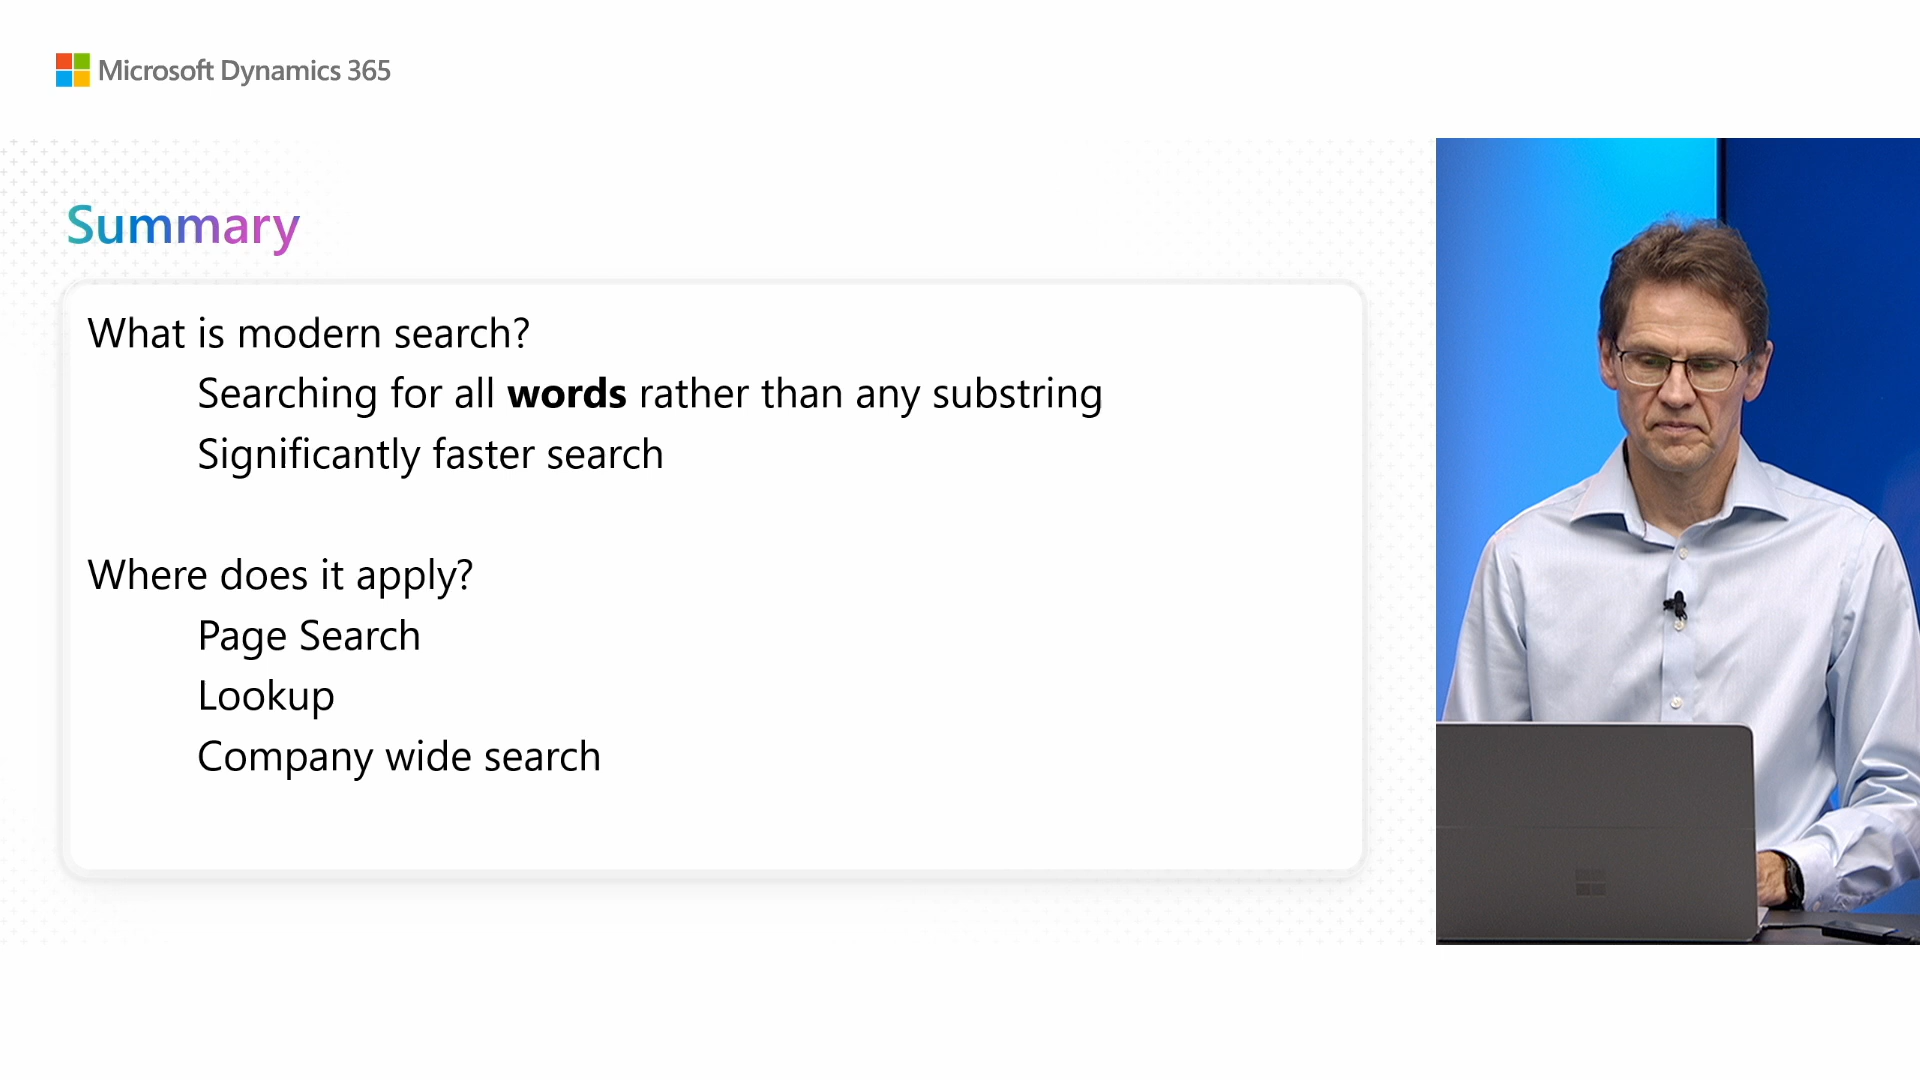 Microsoft Dynamics 365
Summary
What is modern search?
Searching for all words rather than any substring
Significantly faster search
Where does it apply?
Page Search
Lookup
Company wide search